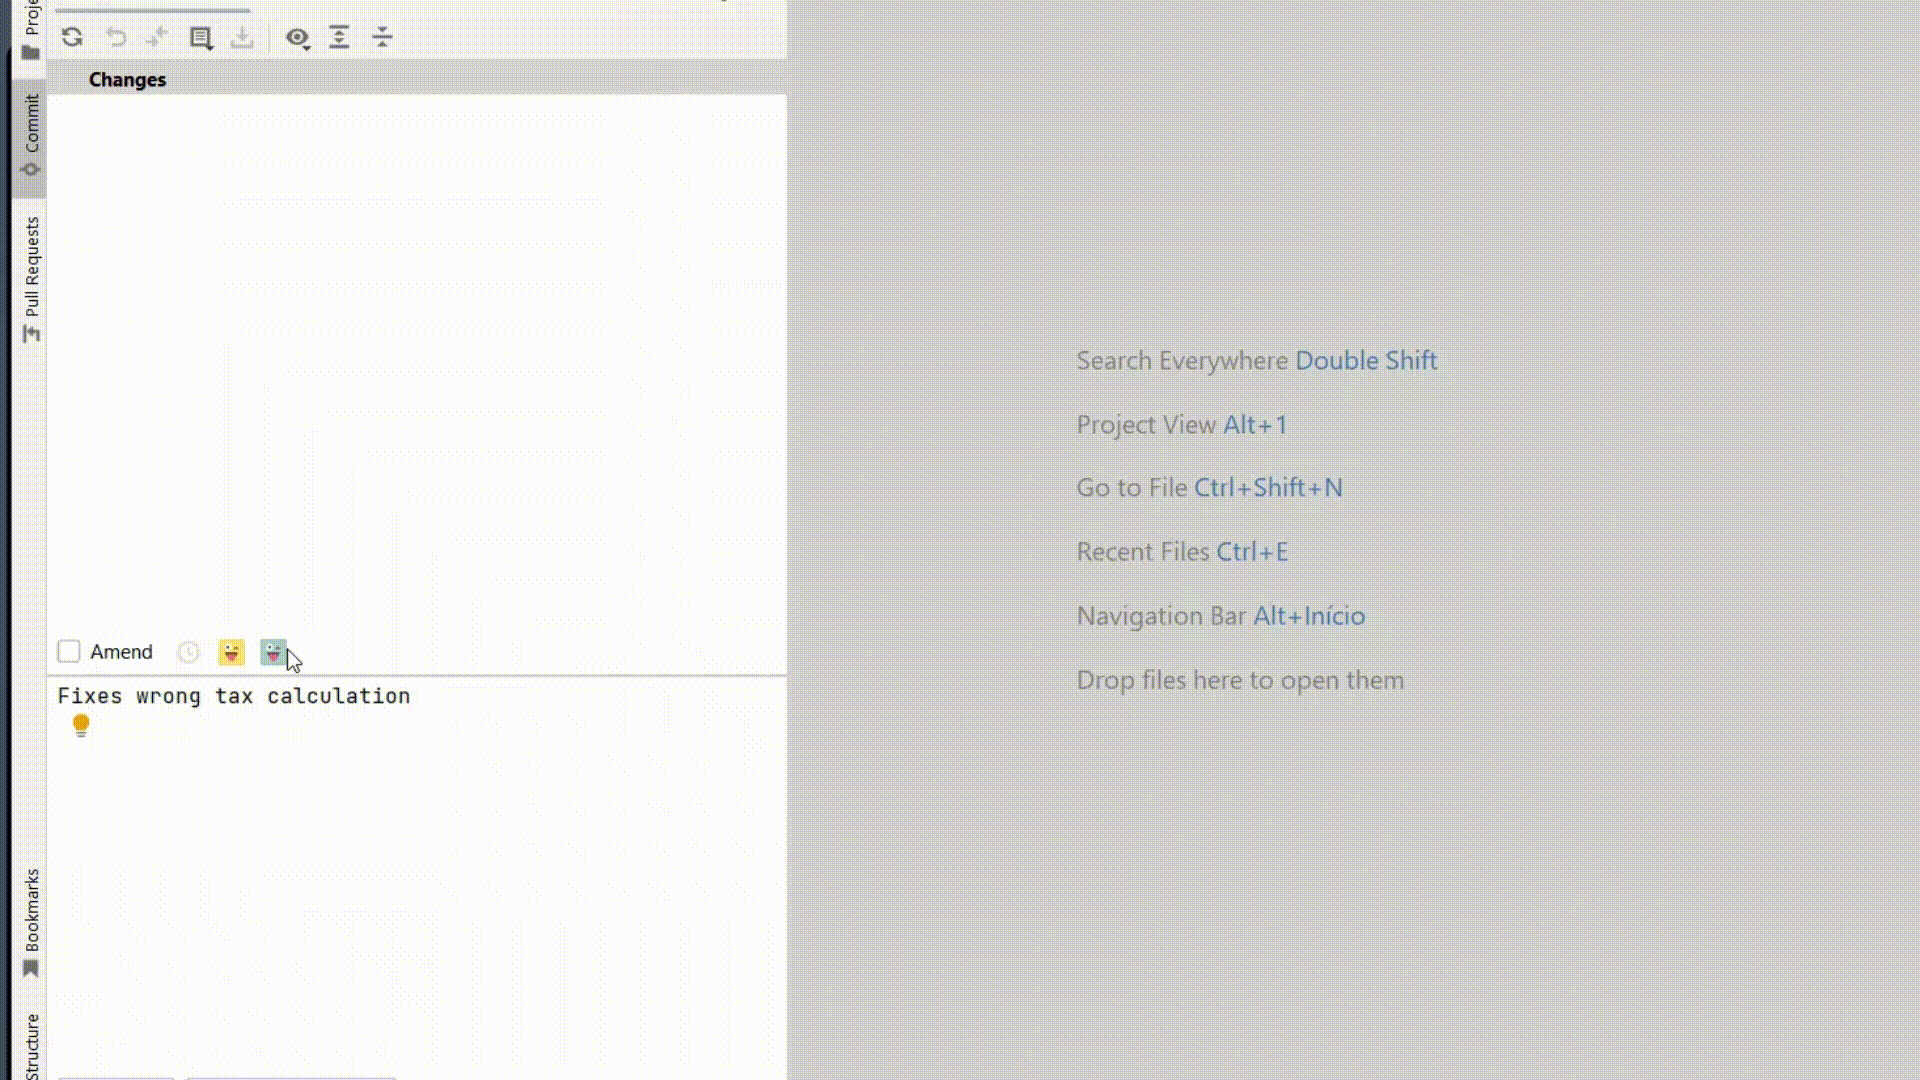 Proje
Commit
Pull Requests
Bookmarks
Structure
Changes
Amend
Fixes wrong tax calculation
Search Everywhere Double Shift
Project View Alt+1
Go to File Ctrl+Shift+N
Recent Files Ctrl+E
Navigation Bar Alt+Início
Drop files here to open them